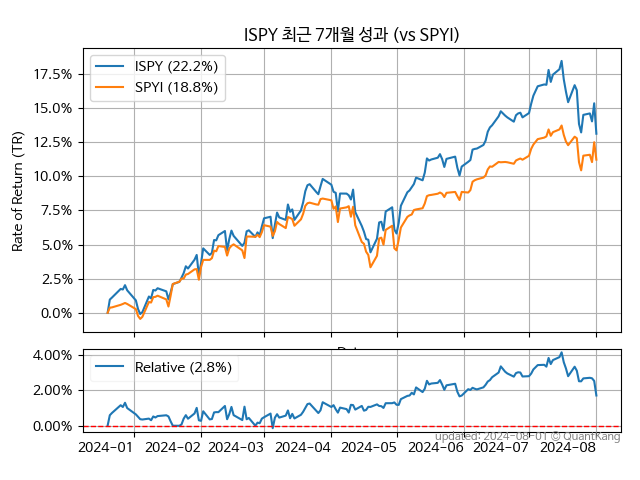 ISPY 최근 7개월 성과 (vs SPYI)
ISPY (22.2%)
SPYI (18.8%)
Rate of Return (TR)
17.5%
15.0%
12.5%
10.0%
7.5%
5.0%
2.5%
0.0%
Relative (2.8%)
4.00%
2.00%
0.00%
2024-01 2024-02 2024-03 2024-04 2024-05 2024-06 2024-07 2024-08
updated: 2024-08-01 © QuantKang